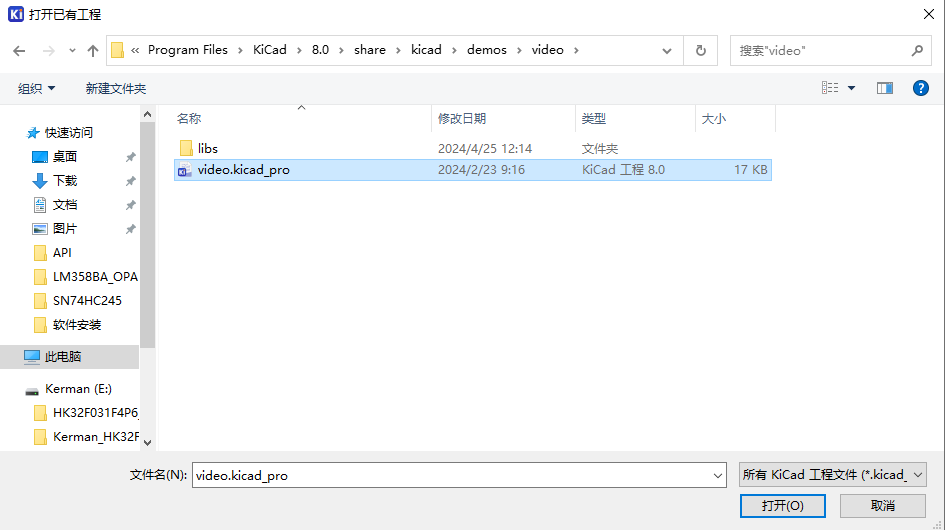 Ki 打开已有工程
« Program Files > KiCad > 8.0 > share > kicad > demos > video >
搜索"video"
组织 新建文件夹 ?
名称 修改日期 类型 大小
快速访问
桌面
下载
文档
图片
API
LM358BA_OPA
SN74HC245
软件安装
此电脑
Kerman (E:)
HK32F031F4P6_
Kerman_HK32F
libs 2024/4/25 12:14 文件夹
video.kicad_pro 2024/2/23 9:16 KiCad 工程 8.0 17 KB
文件名(N): video.kicad_pro 所有 KiCad 工程文件 (*.kicad_
打开(O) 取消